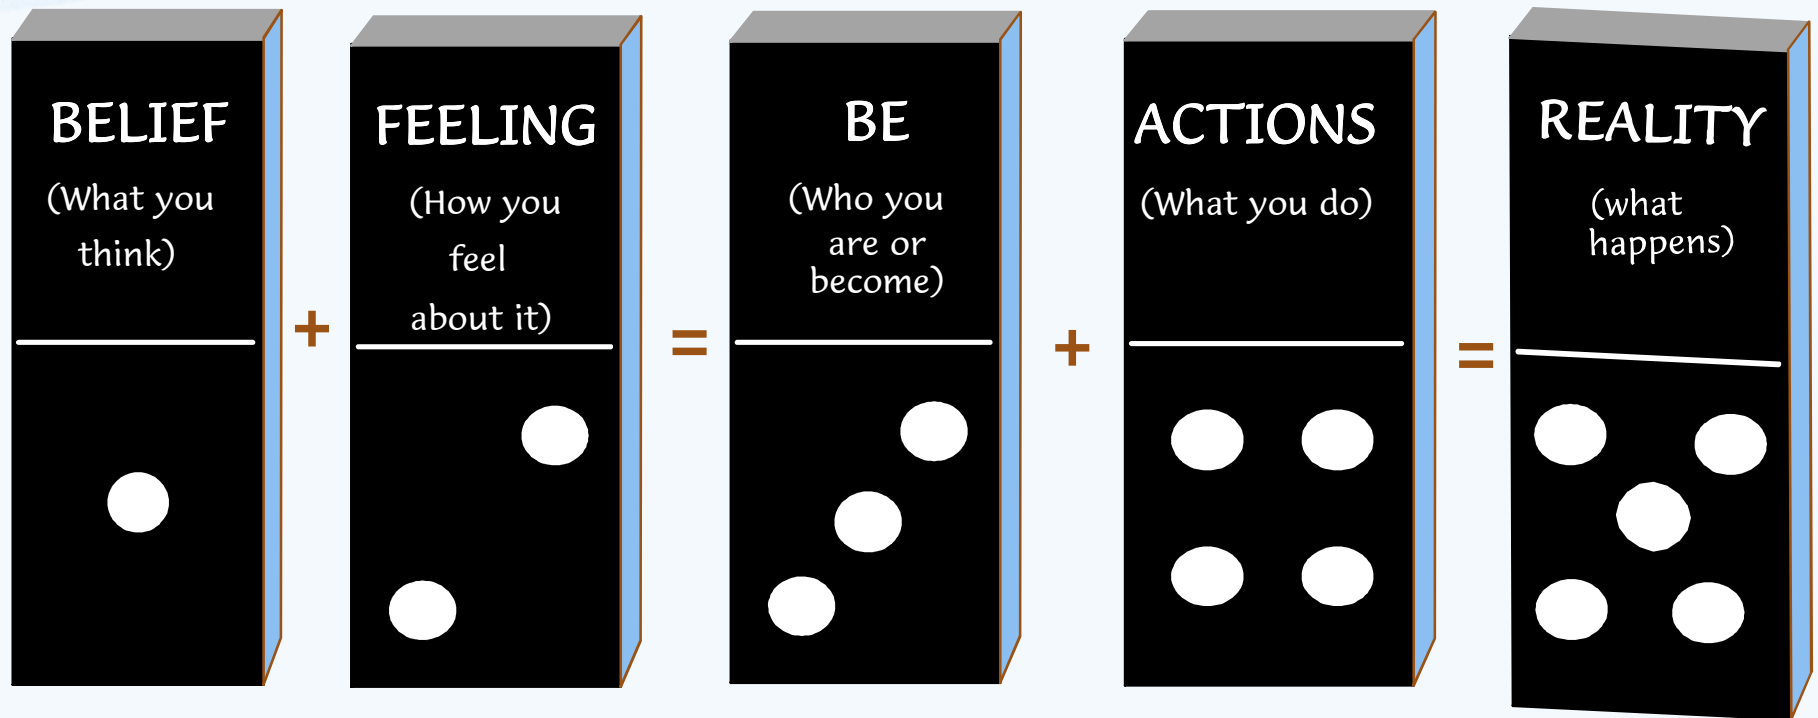 BELIEF
(What you
think)
+
FEELING
(How you
feel
about it)
=
BE
(Who you
are or
become)
+
ACTIONS
(What you do)
=
REALITY
(what
happens)